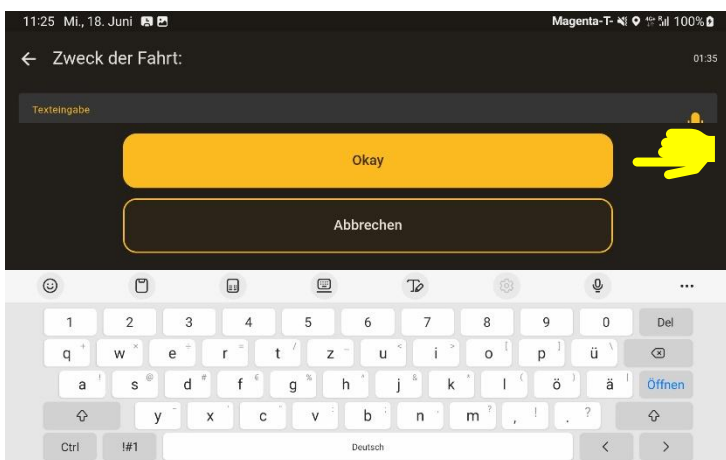 11:25 Mi., 18. Juni Magenta-T- 100%
Zweck der Fahrt: 01:35
Texteingabe
Okay
Abbrechen
1 2 3 4 5 6 7 8 9 0 Del
q + w × e ÷ r = t / z _ u < i > o [ p ] ü \
a ! s @ d # f € g % h ^ j & k * l ( ö ) ä | Öffnen
y - x ' c " v : b ; n m ? , ! . ?
Ctrl !#1 Deutsch < >